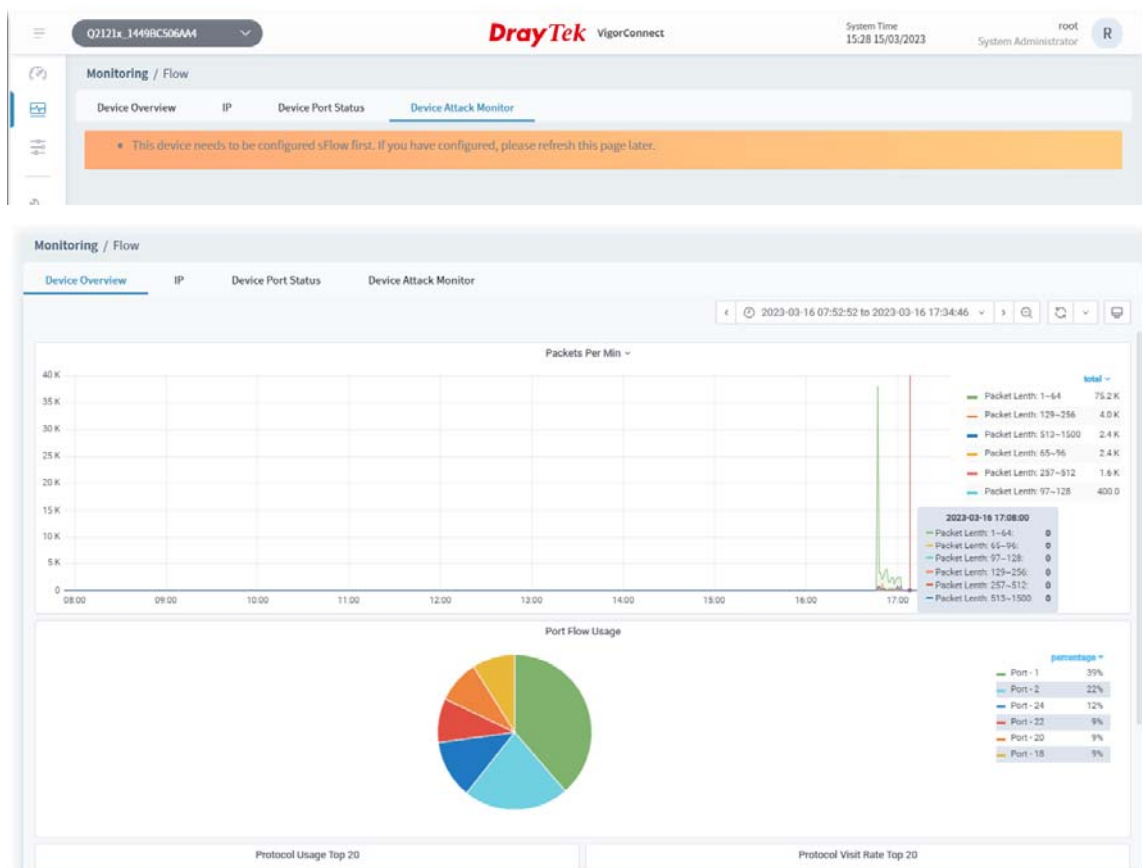 Q2121x_1449BC506AA4
DrayTek VigorConnect
System Time
15:28 15/03/2023
root
System Administrator
R
Monitoring / Flow
Device Overview IP Device Port Status Device Attack Monitor
This device needs to be configured sFlow first. If you have configured, please refresh this page later.
Monitoring / Flow
Device Overview IP Device Port Status Device Attack Monitor
2023-03-16 07:52:52 to 2023-03-16 17:34:46
Packets Per Min
40 K
35 K
30 K
25 K
20 K
15 K
10 K
5 K
0
08:00 09:00 10:00 11:00 12:00 13:00 14:00 15:00 16:00 17:00
total
Packet Lenth: 1~64 75.2 K
Packet Lenth: 129~256 4.0 K
Packet Lenth: 513~1500 2.4 K
Packet Lenth: 65~96 2.4 K
Packet Lenth: 257~512 1.6 K
Packet Lenth: 97~128 400.0
2023-03-16 17:08:00
Packet Lenth: 1~64: 0
Packet Lenth: 65~96: 0
Packet Lenth: 97~128: 0
Packet Lenth: 129~256: 0
Packet Lenth: 257~512: 0
Packet Lenth: 513~1500: 0
Port Flow Usage
percentage
Port - 1 39%
Port - 2 22%
Port - 24 12%
Port - 22 9%
Port - 20 9%
Port - 18 9%
Protocol Usage Top 20
Protocol Visit Rate Top 20